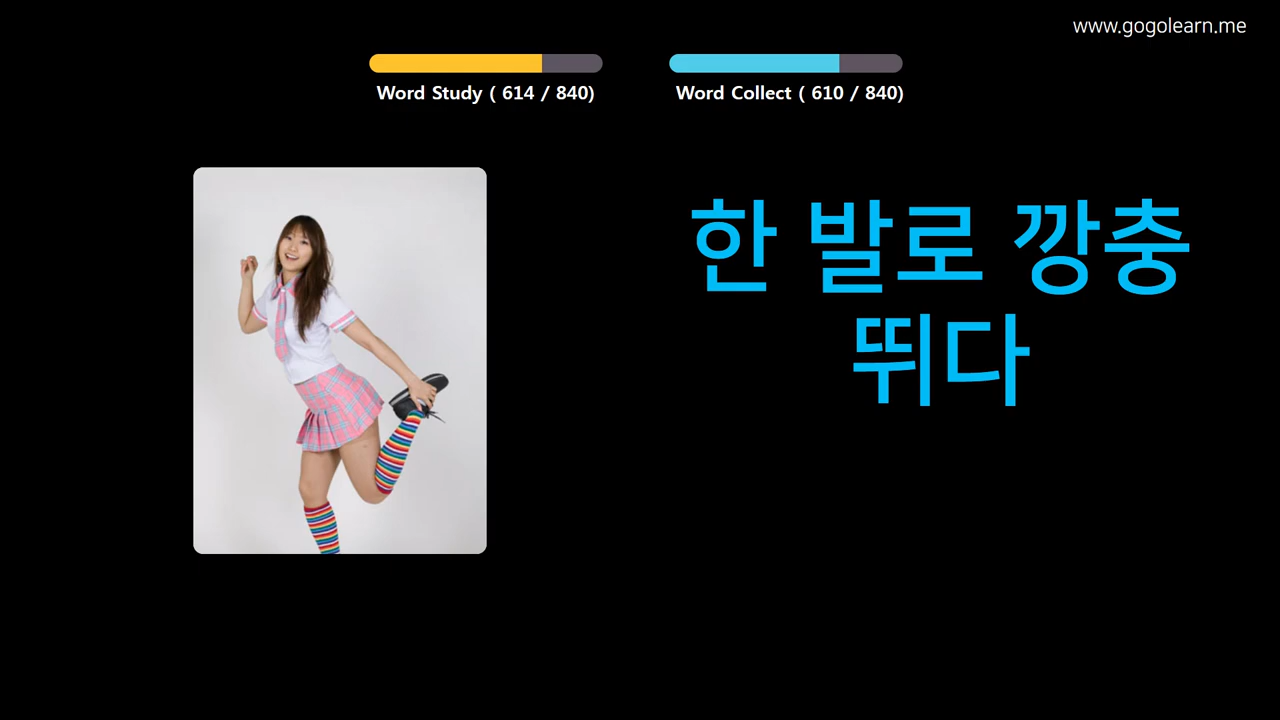 www.gogolearn.me
Word Study ( 614 / 840)
Word Collect ( 610 / 840)
한 발로 깡충
뛰다